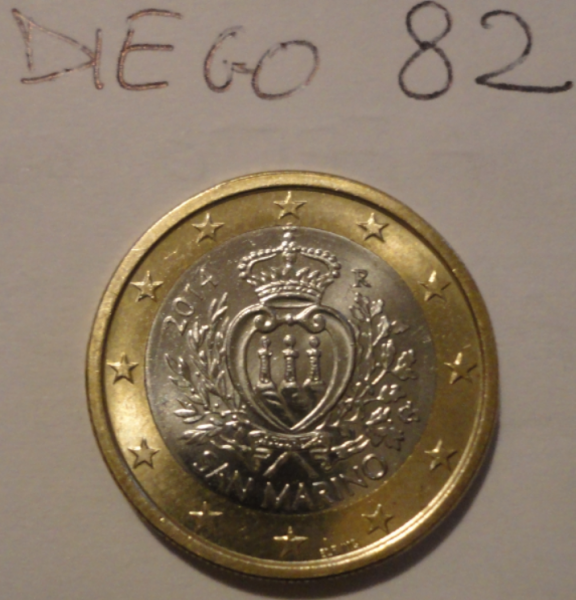 DIEGO 82
2014
R
SAN MARINO